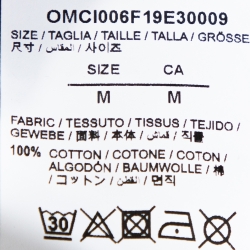 OMCI006F19E30009
SIZE / TAGLIA / TAILLE / TALLA / GRÖSSE
尺寸 / المقاس / 사이즈
SIZE CA
M M
FABRIC / TESSUTO / TISSUS / TEJIDO /
GEWEBE / 面料 / 本体 / قماش / 직물
100% COTTON / COTONE / COTON /
ALGODÓN / BAUMWOLLE / 棉
/ コットン / القطن / 면직
30